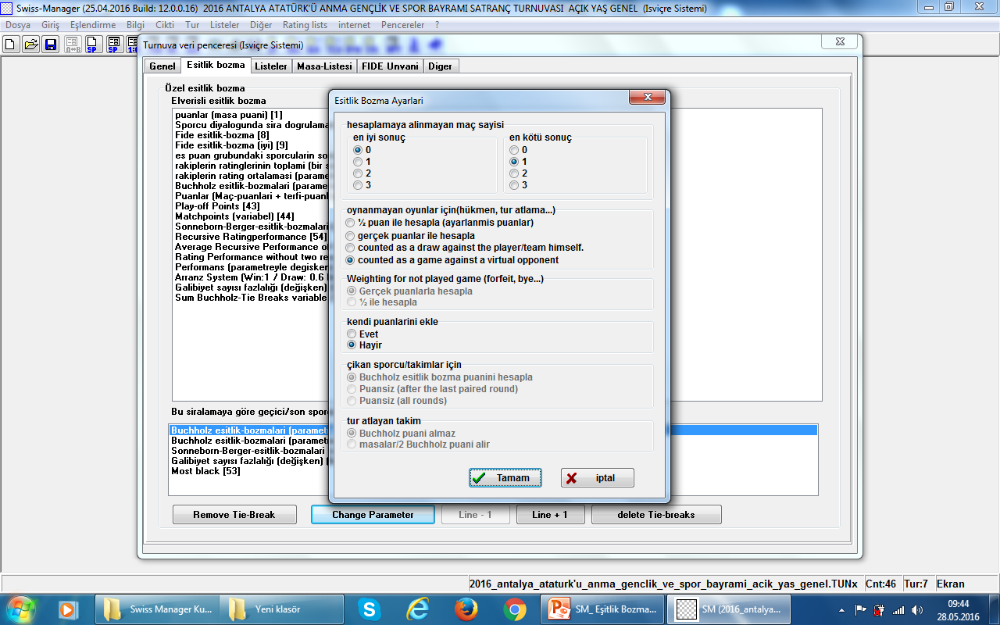 Swiss-Manager (25.04.2016 Build: 12.0.0.16) 2016 ANTALYA ATATÜRK'Ü ANMA GENÇLİK VE SPOR BAYRAMI SATRANÇ TURNUVASI AÇIK YAŞ GENEL (Isviçre Sistemi)
Dosya Giriş Eşlendirme Bilgi Cikti Tur Listeler Diğer Rating lists internet Pencereler ?
A↔B SP SP 1:0
Turnuva veri penceresi (Isviçre Sistemi)
Genel Esitlik bozma Listeler Masa-Listesi FIDE Unvani Diger
Özel esitlik bozma
Elverisli esitlik bozma
puanlar (masa puani) [1]
Sporcu diyalogunda sira dogrulama
Fide esitlik-bozma [8]
Fide esitlik-bozma (iyi) [9]
es puan grubundaki sporcularin so
rakiplerin ratinglerinin toplami (bir s
rakiplerin rating ortalamasi (parame
Buchholz esitlik-bozmalari (parame
Puanlar (Maç-puanlari + terfi-puanl
Play-off Points [43]
Matchpoints (variabel) [44]
Sonneborn-Berger-esitlik-bozmalari
Recursive Ratingperformance [54]
Average Recursive Performance o
Rating Performance without two re
Performans (parametreyle degisken
Arranz System (Win:1 / Draw: 0.6
Galibiyet sayısı fazlalığı (değişken)
Sum Buchholz-Tie Breaks variable
Bu siralamaya göre geçici/son spor
Buchholz esitlik-bozmalari (paramet
Buchholz esitlik-bozmalari (paramet
Sonneborn-Berger-esitlik-bozmalari
Galibiyet sayısı fazlalığı (değişken) (
Most black [53]
Remove Tie-Break Change Parameter Line - 1 Line + 1 delete Tie-breaks
Esitlik Bozma Ayarlari
hesaplamaya alinmayan maç sayisi
en iyi sonuç en kötü sonuç
0 0
1 1
2 2
3 3
oynanmayan oyunlar için(hükmen, tur atlama...)
½ puan ile hesapla (ayarlanmis puanlar)
gerçek puanlar ile hesapla
counted as a draw against the player/team himself.
counted as a game against a virtual opponent
Weighting for not played game (forfeit, bye...)
Gerçek puanlarla hesapla
½ ile hesapla
kendi puanlarini ekle
Evet
Hayir
çikan sporcu/takimlar için
Buchholz esitlik bozma puanini hesapla
Puansiz (after the last paired round)
Puansiz (all rounds)
tur atlayan takim
Buchholz puani almaz
masalar/2 Buchholz puani alir
Tamam iptal
2016_antalya_ataturk'u_anma_genclik_ve_spor_bayrami_acik_yas_genel.TUNx Cnt:46 Tur:7 Ekran
Swiss Manager Ku... Yeni klasör SM_ Eşitlik Bozma... SM (2016_antalya... 09:44
28.05.2016